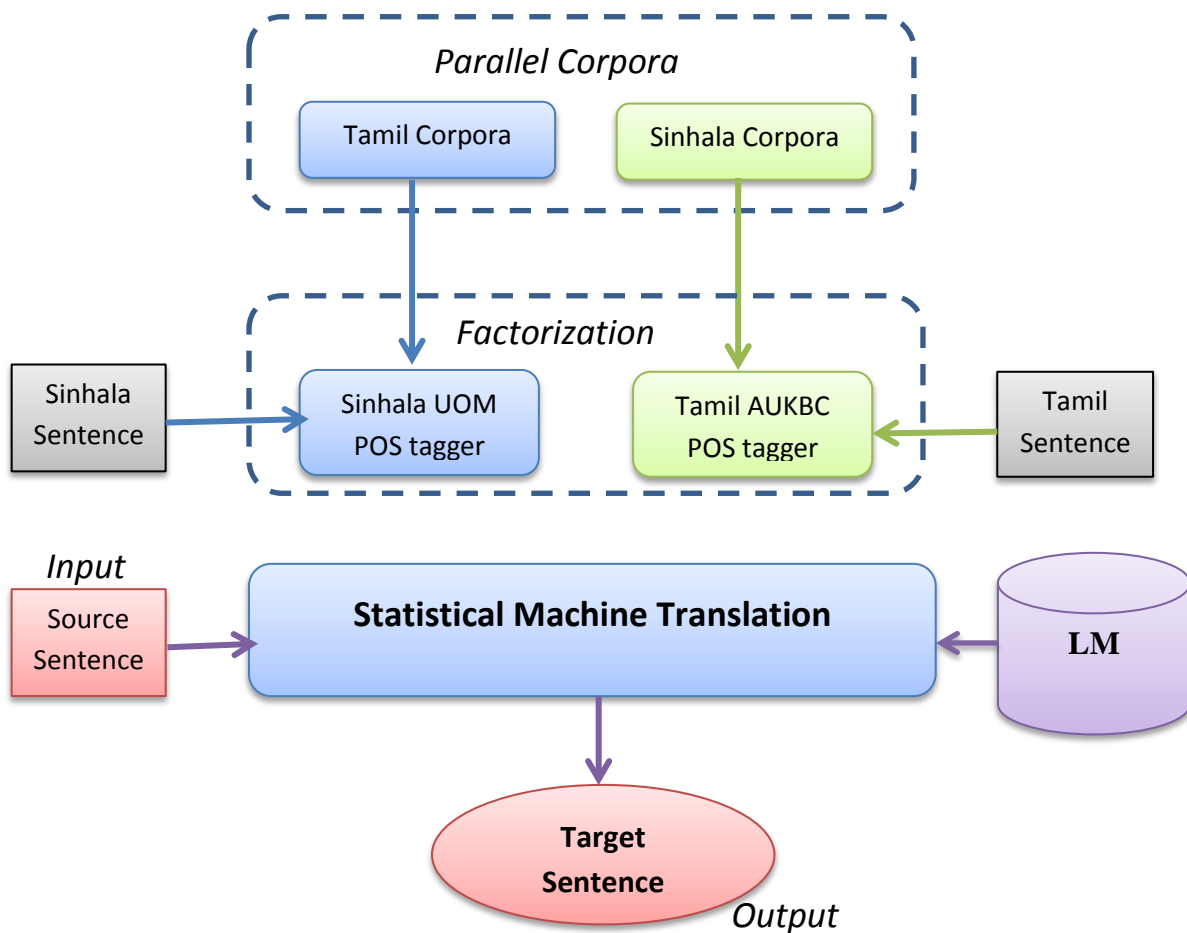 Parallel Corpora
Tamil Corpora
Sinhala Corpora
Factorization
Sinhala
Sentence
Sinhala UOM
POS tagger
Tamil AUKBC
POS tagger
Tamil
Sentence
Input
Source
Sentence
Statistical Machine Translation
LM
Target
Sentence
Output